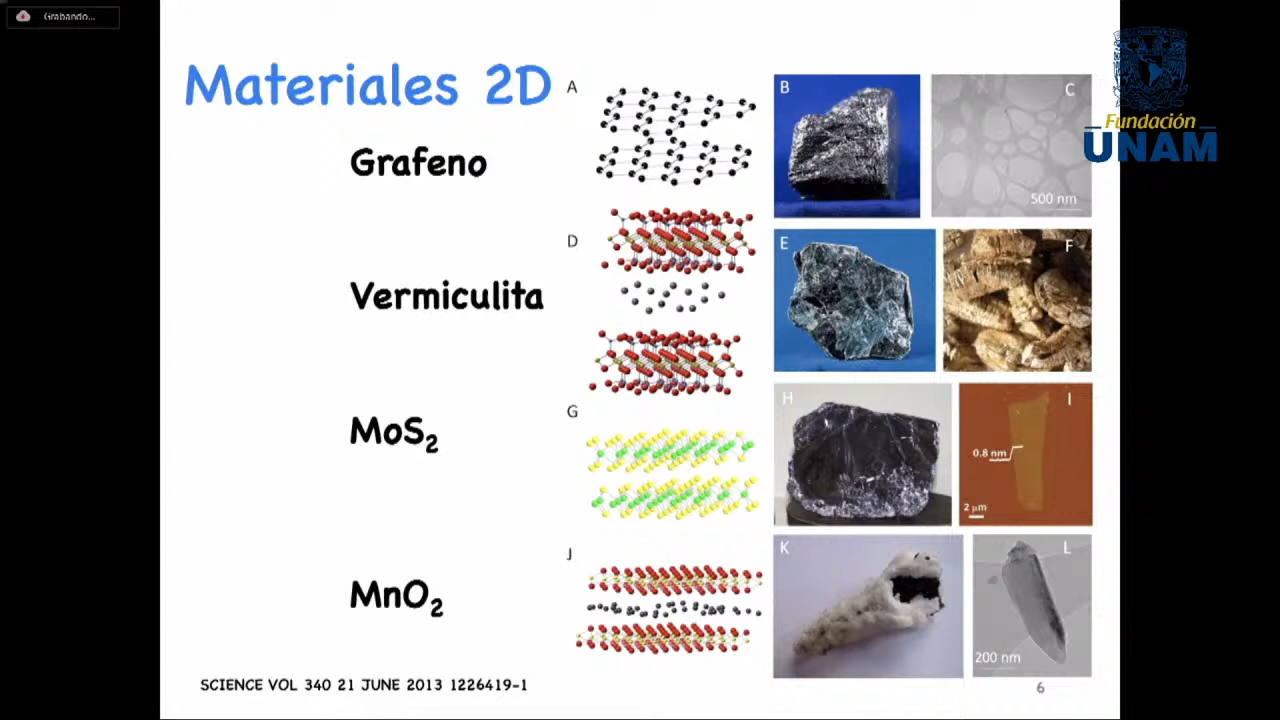 Grabando...
Materiales 2D
A
B
C
Fundación
UNAM
Grafeno
500 nm
D
E
F
Vermiculita
G
H
I
MoS₂
0.8 nm
2 μm
J
K
L
MnO₂
200 nm
SCIENCE VOL 340 21 JUNE 2013 1226419-1
6